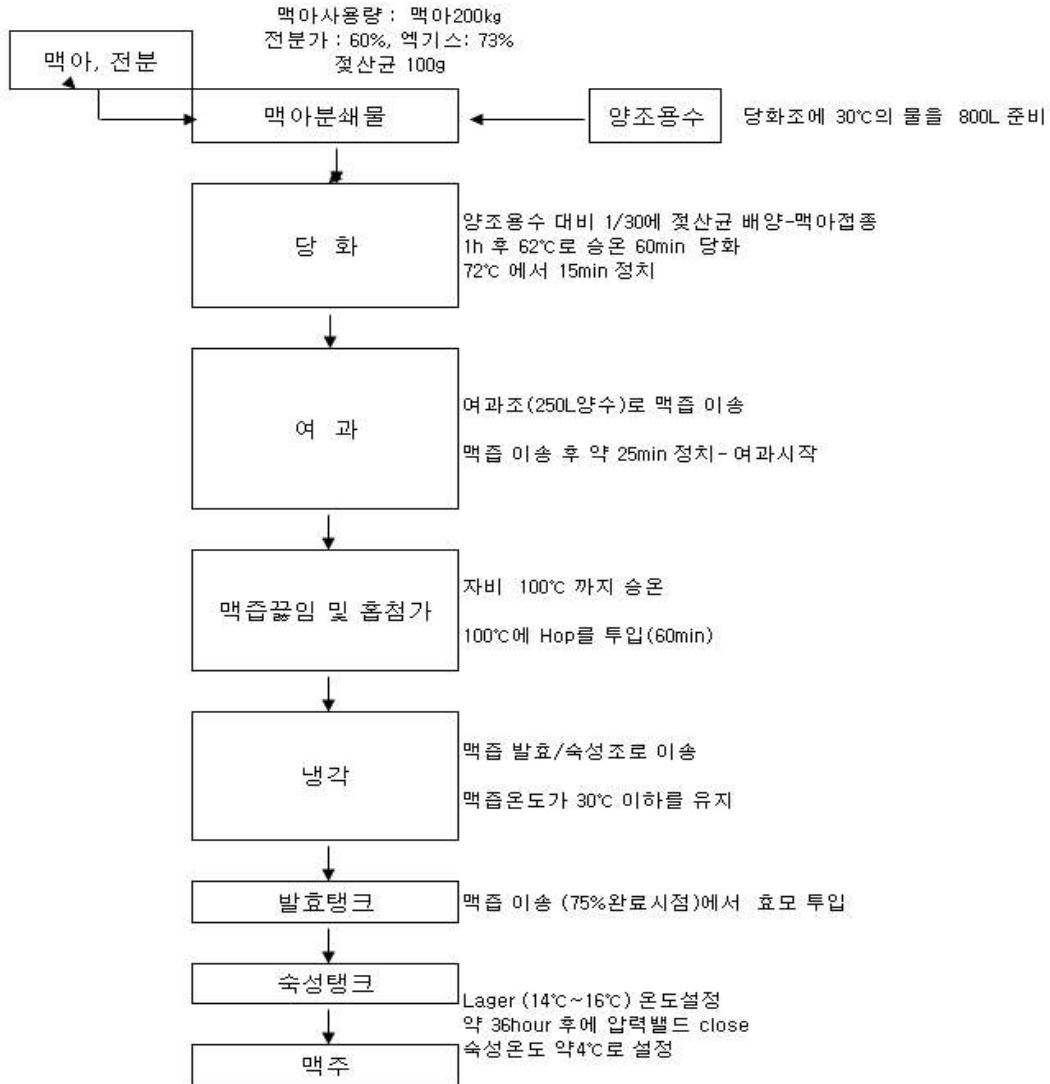 맥아사용량 : 맥아200kg
전분가 : 60%, 엑기스: 73%
젖산균 100g
맥아, 전분
맥아분쇄물
양조용수
당화조에 30℃의 물을 800L 준비
당 화
양조용수 대비 1/30에 젖산균 배양-맥아접종
1h 후 62℃로 승온 60min 당화
72℃ 에서 15min 정치
여 과
여과조(250L양수)로 맥즙 이송
맥즙 이송 후 약 25min 정치- 여과시작
맥즙끓임 및 홉첨가
자비 100℃ 까지 승온
100℃에 Hop를 투입(60min)
냉각
맥즙 발효/숙성조로 이송
맥즙온도가 30℃ 이하를 유지
발효탱크
맥즙 이송 (75%완료시점)에서 효모 투입
숙성탱크
Lager (14℃~16℃) 온도설정
약 36hour 후에 압력밸드 close
숙성온도 약4℃로 설정
맥주